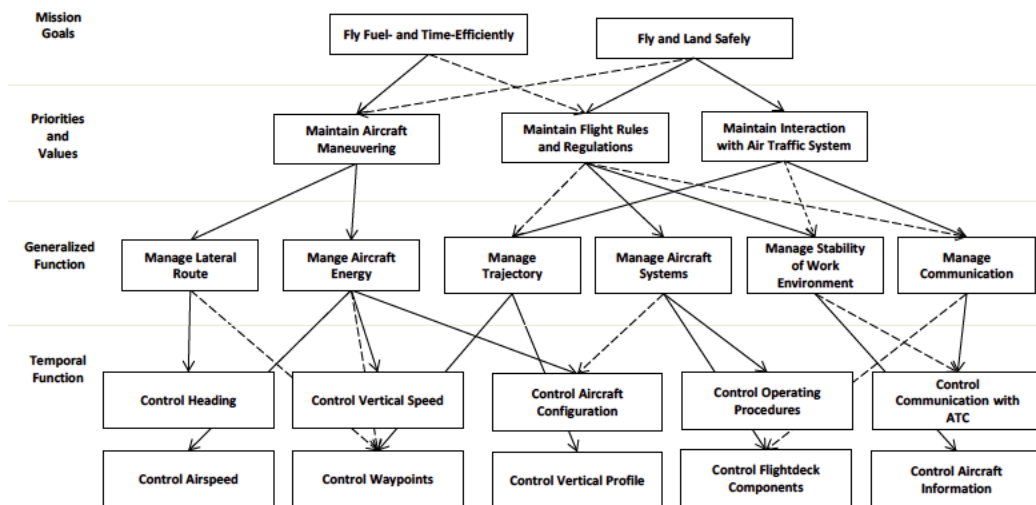 Mission
Goals
Fly Fuel- and Time-Efficiently
Fly and Land Safely
Priorities
and
Values
Maintain Aircraft
Maneuvering
Maintain Flight Rules
and Regulations
Maintain Interaction
with Air Traffic System
Generalized
Function
Manage Lateral
Route
Mange Aircraft
Energy
Manage
Trajectory
Manage Aircraft
Systems
Manage Stability
of Work
Environment
Manage
Communication
Temporal
Function
Control Heading
Control Vertical Speed
Control Aircraft
Configuration
Control Operating
Procedures
Control
Communication with
ATC
Control Airspeed
Control Waypoints
Control Vertical Profile
Control Flightdeck
Components
Control Aircraft
Information